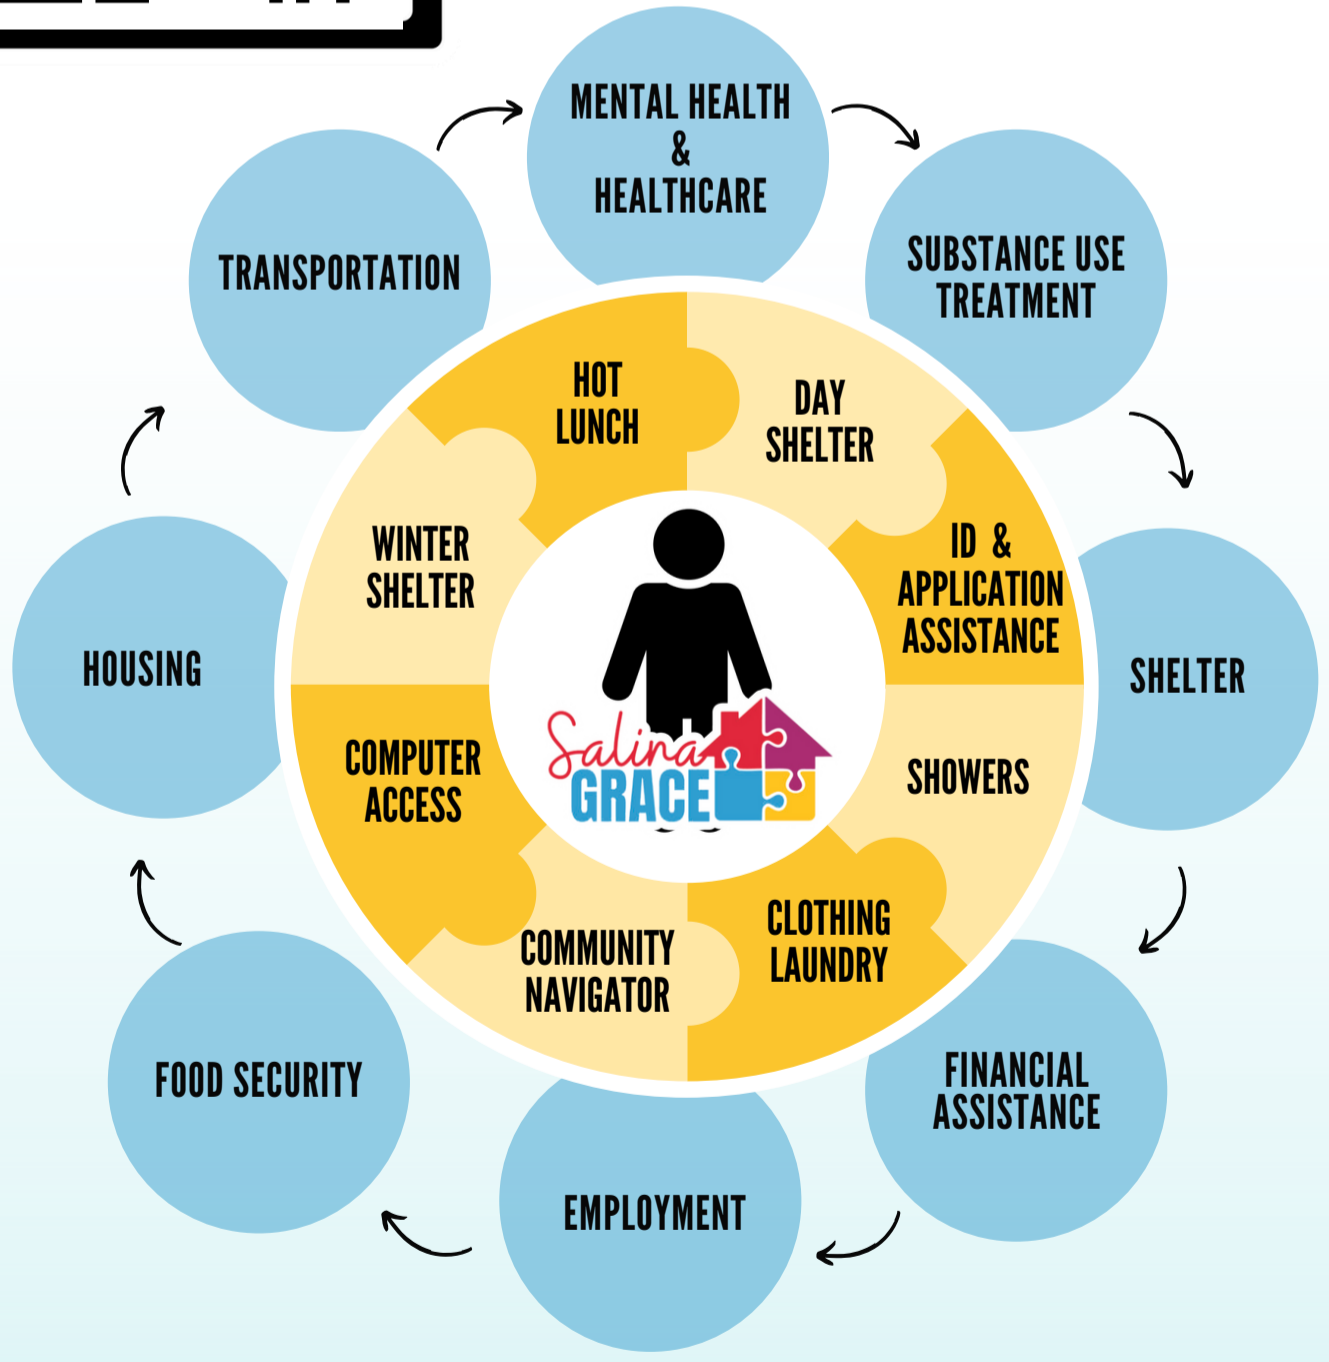 MENTAL HEALTH
&
HEALTHCARE
SUBSTANCE USE
TREATMENT
SHELTER
FINANCIAL
ASSISTANCE
EMPLOYMENT
FOOD SECURITY
HOUSING
TRANSPORTATION
HOT
LUNCH
DAY
SHELTER
ID &
APPLICATION
ASSISTANCE
SHOWERS
CLOTHING
LAUNDRY
COMMUNITY
NAVIGATOR
COMPUTER
ACCESS
WINTER
SHELTER
Salina
GRACE